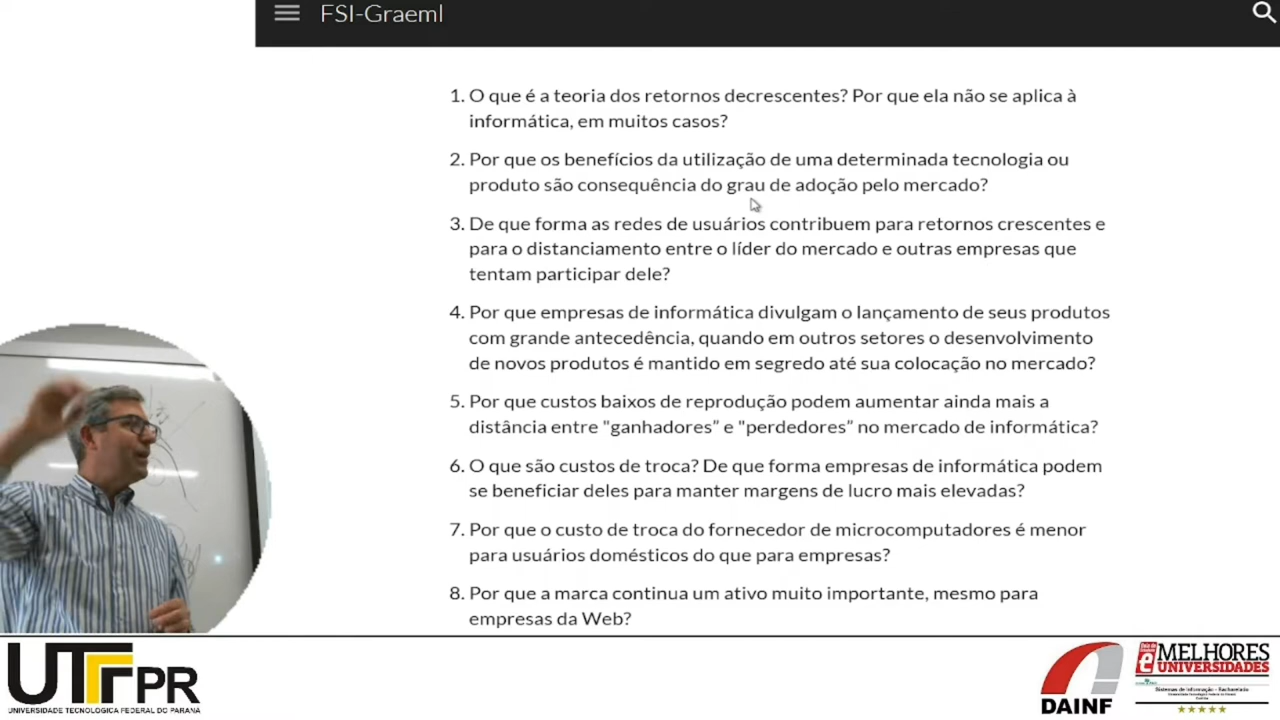 FSI-Graeml
1. O que é a teoria dos retornos decrescentes? Por que ela não se aplica à
informática, em muitos casos?
2. Por que os benefícios da utilização de uma determinada tecnologia ou
produto são consequência do grau de adoção pelo mercado?
3. De que forma as redes de usuários contribuem para retornos crescentes e
para o distanciamento entre o líder do mercado e outras empresas que
tentam participar dele?
4. Por que empresas de informática divulgam o lançamento de seus produtos
com grande antecedência, quando em outros setores o desenvolvimento
de novos produtos é mantido em segredo até sua colocação no mercado?
5. Por que custos baixos de reprodução podem aumentar ainda mais a
distância entre "ganhadores” e "perdedores” no mercado de informática?
6. O que são custos de troca? De que forma empresas de informática podem
se beneficiar deles para manter margens de lucro mais elevadas?
7. Por que o custo de troca do fornecedor de microcomputadores é menor
para usuários domésticos do que para empresas?
8. Por que a marca continua um ativo muito importante, mesmo para
empresas da Web?
UTFPR
UNIVERSIDADE TECNOLÓGICA FEDERAL DO PARANÁ
DAINF
MELHORES
UNIVERSIDADES
Sistemas de Informação - Bacharelado